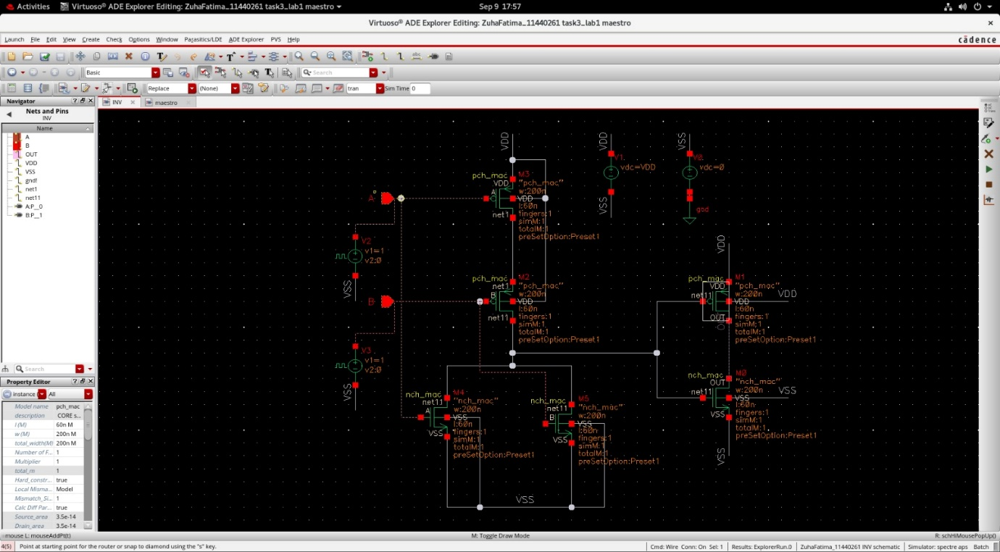 Activities Virtuoso® ADE Explorer Editing: ZuhaFatima_11440261 task3_lab1 maestro Sep 9 17:57
Virtuoso® ADE Explorer Editing: ZuhaFatima_11440261 task3_lab1 maestro
Launch File Edit View Create Check Options Window Parasitics/LDE ADE Explorer PVS Help
cādence
Basic Search
Replace (None) tran Sim Time 0
Navigator INV maestro
Nets and Pins
INV
Name
A
B
OUT
VDD
VSS
gnd!
net1
net11
A:P__0
B:P__1
Search
Property Editor
instance All
Model name pch_mac
description CORE s...
l (M) 60n M
w (M) 200n M
total_width(M) 200n M
Number of F... 1
Multiplier 1
total_m 1
Hard_constr... true
Local Misma... Model
Mismatch_Si... 1
Calc Diff Par... true
Source_area 3.5e-14
Drain_area 3.5e-14
VDD
pch_mac M3
VDD "pch_mac"
A w:200n
VDD l:60n
net1 fingers:1
simM:1
totalM:1
preSetOption:Preset1
VDD
V1
vdc=VDD
VSS
VSS
V0
vdc=0
gnd
A
V2
v1=1
v2:0
VSS
B
V3
v1=1
v2:0
VSS
pch_mac M2
net1 "pch_mac"
B w:200n
VDD l:60n
net11 fingers:1
simM:1
totalM:1
preSetOption:Preset1
VDD
pch_mac M1
VDD "pch_mac"
net11 w:200n
VDD l:60n VDD
OUT fingers:1
simM:1
totalM:1
preSetOption:Preset1
nch_mac M4
net11 "nch_mac"
A w:200n
VSS l:60n
VSS fingers:1
simM:1
totalM:1
preSetOption:Preset1
nch_mac M5
net11 "nch_mac"
B w:200n
VSS l:60n
VSS fingers:1
simM:1
totalM:1
preSetOption:Preset1
nch_mac M0
OUT "nch_mac"
net11 w:200n
VSS l:60n VSS
VSS fingers:1
simM:1
totalM:1
preSetOption:Preset1
VSS
VSS
mouse L: mouseAddPt(t) M: Toggle Draw Mode R: schHiMousePopUp()
4(5) Point at starting point for the router or snap to diamond using the "s" key. Cmd: Wire Conn: On Sel: 1 Results: ExplorerRun.0 ZuhaFatima_11440261 INV schematic Simulator: spectre aps Batch